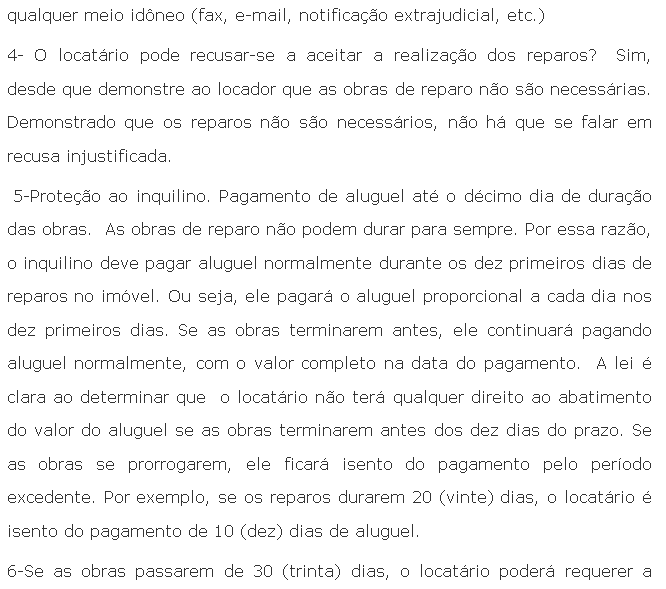 qualquer meio idôneo (fax, e-mail, notificação extrajudicial, etc.)
4- O locatário pode recusar-se a aceitar a realização dos reparos? Sim,
desde que demonstre ao locador que as obras de reparo não são necessárias.
Demonstrado que os reparos não são necessários, não há que se falar em
recusa injustificada.
5-Proteção ao inquilino. Pagamento de aluguel até o décimo dia de duração
das obras. As obras de reparo não podem durar para sempre. Por essa razão,
o inquilino deve pagar aluguel normalmente durante os dez primeiros dias de
reparos no imóvel. Ou seja, ele pagará o aluguel proporcional a cada dia nos
dez primeiros dias. Se as obras terminarem antes, ele continuará pagando
aluguel normalmente, com o valor completo na data do pagamento. A lei é
clara ao determinar que o locatário não terá qualquer direito ao abatimento
do valor do aluguel se as obras terminarem antes dos dez dias do prazo. Se
as obras se prorrogarem, ele ficará isento do pagamento pelo período
excedente. Por exemplo, se os reparos durarem 20 (vinte) dias, o locatário é
isento do pagamento de 10 (dez) dias de aluguel.
6-Se as obras passarem de 30 (trinta) dias, o locatário poderá requerer a